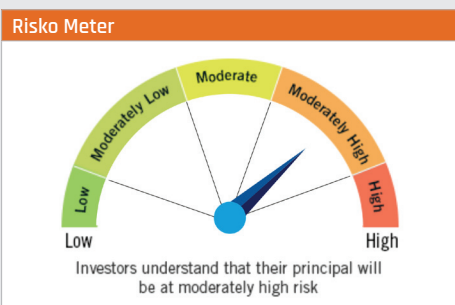 Risko Meter
Low
Moderately Low
Moderate
Moderately High
High
Low
High
Investors understand that their principal will
be at moderately high risk